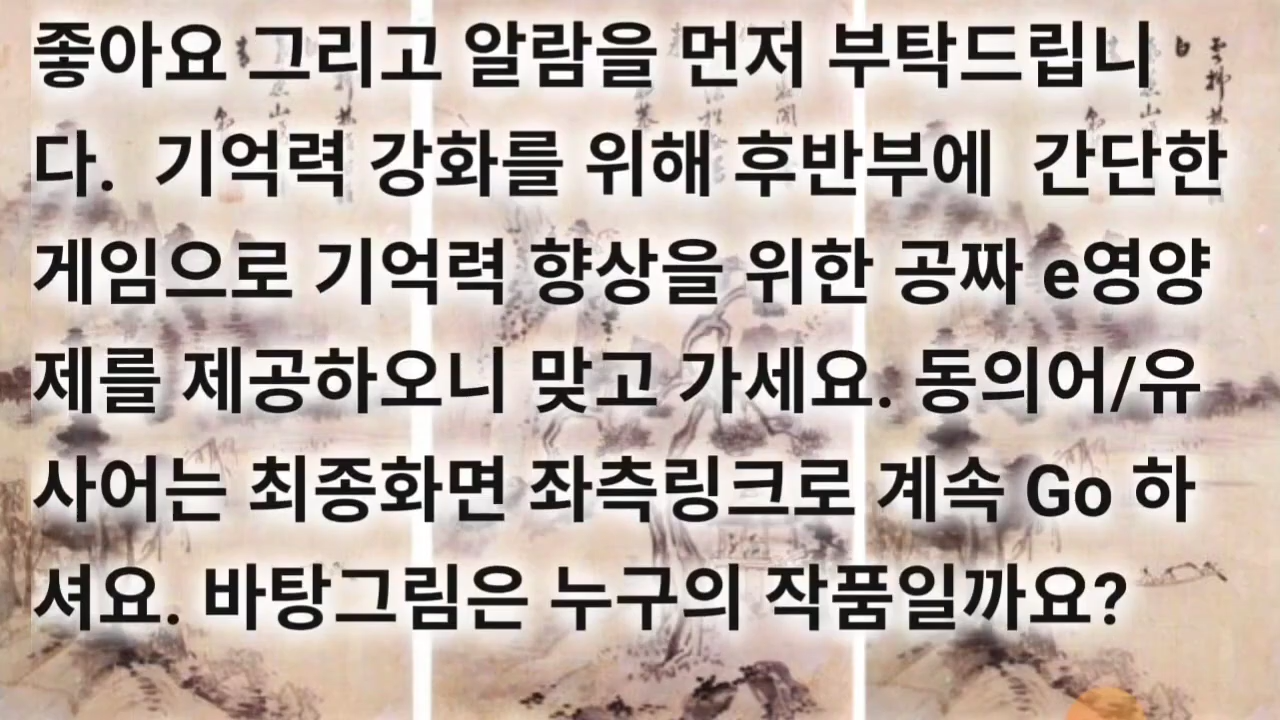 좋아요 그리고 알람을 먼저 부탁드립니
다. 기억력 강화를 위해 후반부에 간단한
게임으로 기억력 향상을 위한 공짜 e영양
제를 제공하오니 맞고 가세요. 동의어/유
사어는 최종화면 좌측링크로 계속 Go 하
셔요. 바탕그림은 누구의 작품일까요?